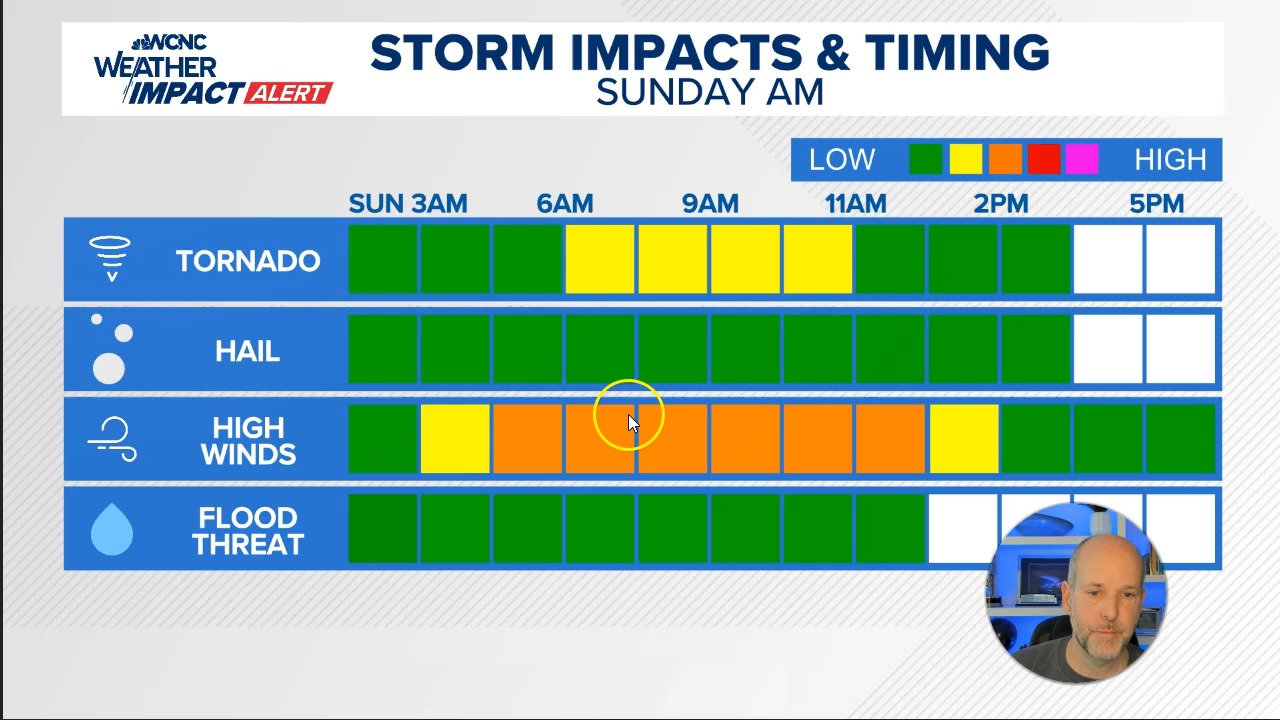 WCNC
WEATHER
IMPACT ALERT
STORM IMPACTS & TIMING
SUNDAY AM
LOW HIGH
SUN 3AM 6AM 9AM 11AM 2PM 5PM
TORNADO
HAIL
HIGH
WINDS
FLOOD
THREAT